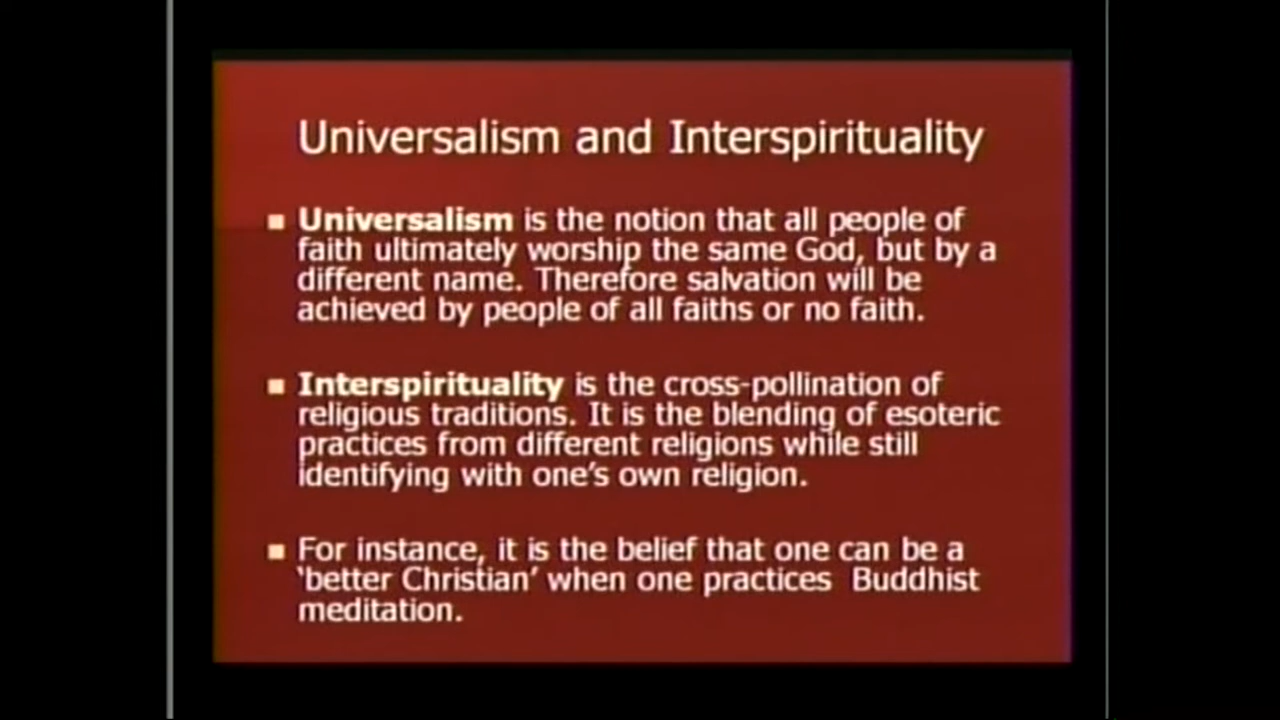 Universalism and Interspirituality
▪ Universalism is the notion that all people of
faith ultimately worship the same God, but by a
different name. Therefore salvation will be
achieved by people of all faiths or no faith.
▪ Interspirituality is the cross-pollination of
religious traditions. It is the blending of esoteric
practices from different religions while still
identifying with one’s own religion.
▪ For instance, it is the belief that one can be a
‘better Christian’ when one practices  Buddhist
meditation.